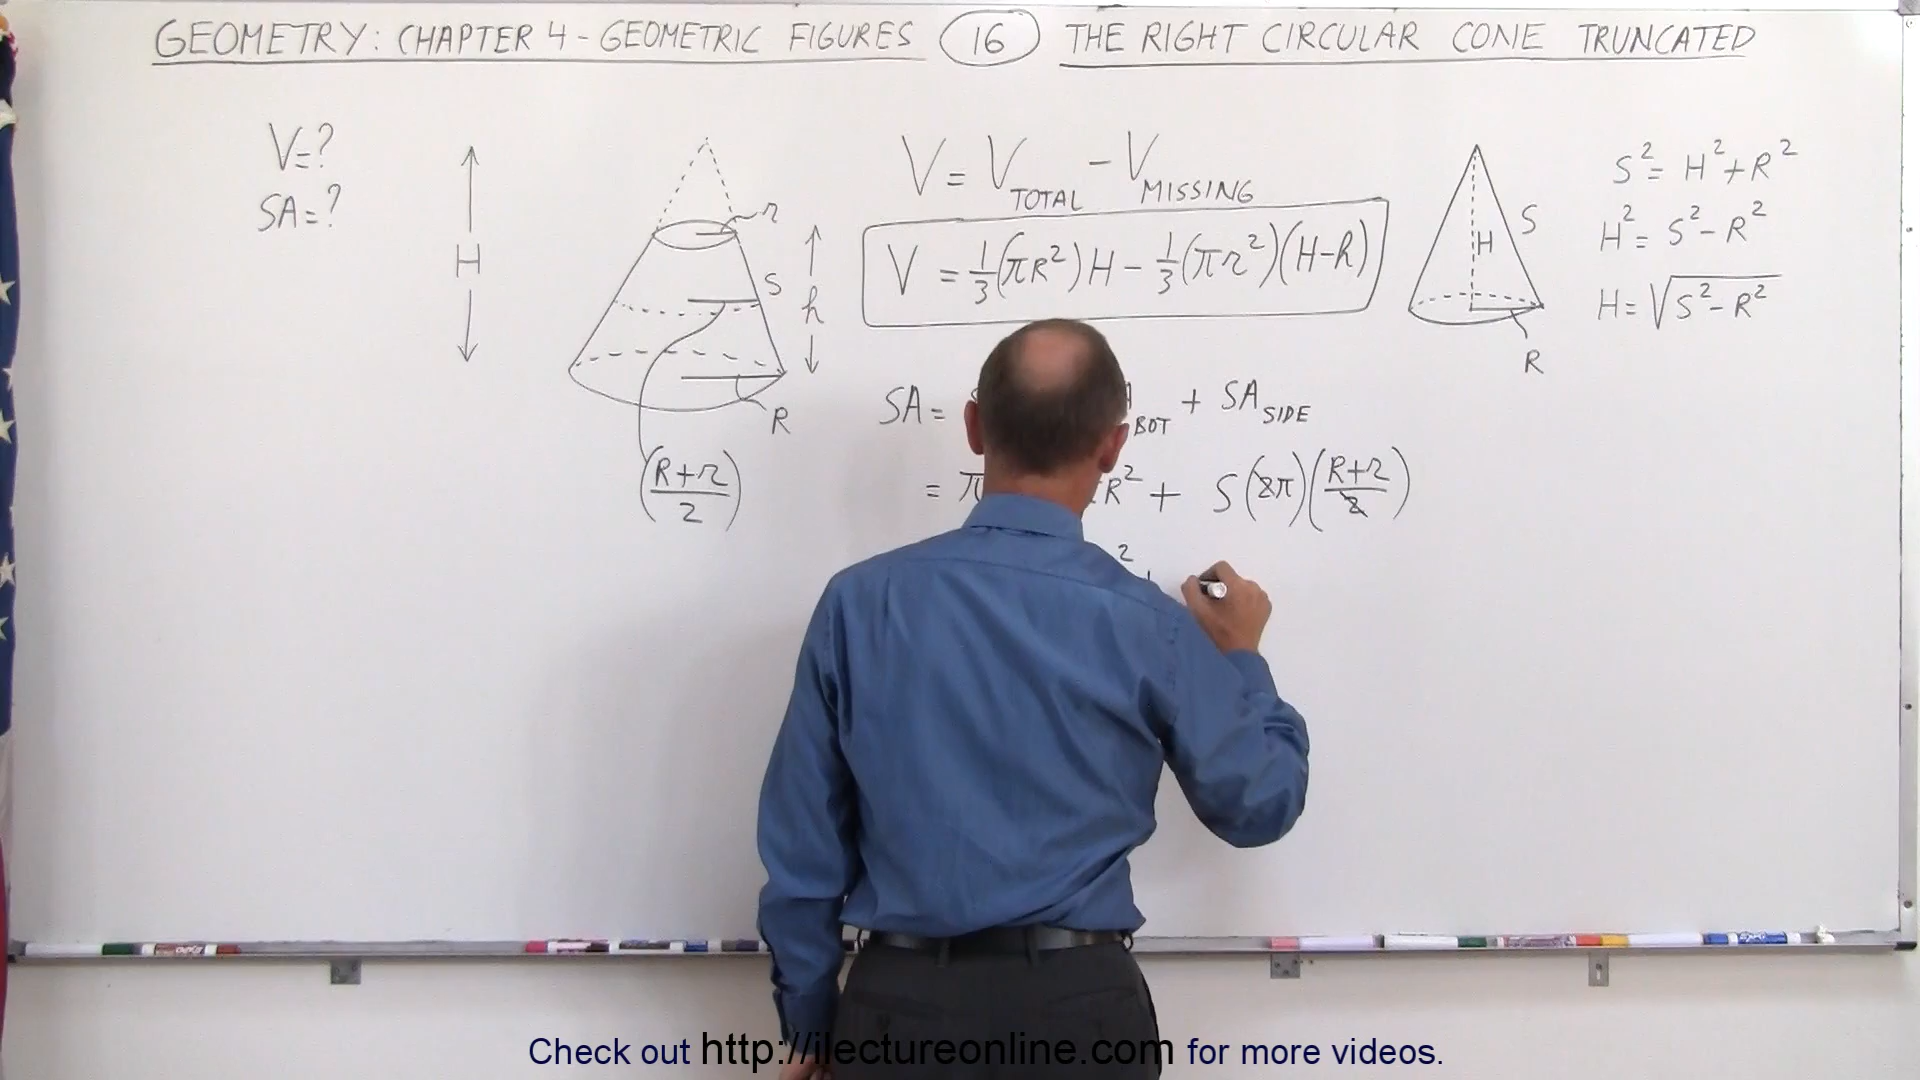 GEOMETRY: CHAPTER 4 - GEOMETRIC FIGURES 16 THE RIGHT CIRCULAR CONE TRUNCATED
V=?
SA=?
H
r
S
h
R
(R+r)/2
V = V TOTAL - V MISSING
V = 1/3(πR²)H - 1/3(πr²)(H-h)
SA = BOT + SA SIDE
= π R² + S(2π)((R+r)/2)
2 +
H
S
R
S² = H² + R²
H² = S² - R²
H = √(S² - R²)
Check out http://ilectureonline.com for more videos.